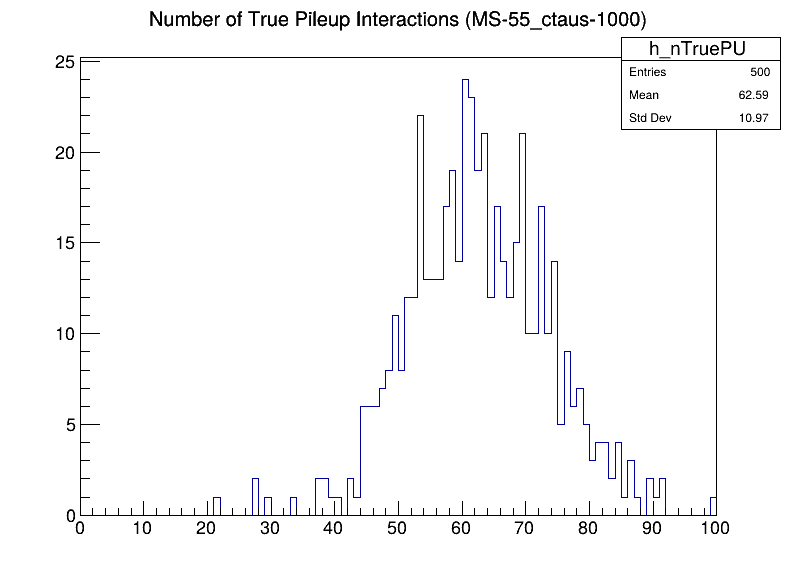 Number of True Pileup Interactions (MS-55_ctaus-1000)
h_nTruePU
Entries 500
Mean 62.59
Std Dev 10.97
25
20
15
10
5
0
0 10 20 30 40 50 60 70 80 90 100